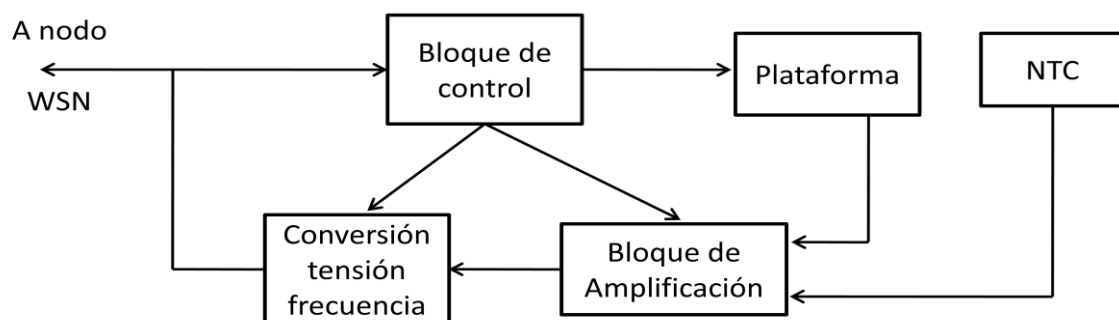 A nodo
WSN
Bloque de
control
Plataforma
NTC
Conversión
tensión
frecuencia
Bloque de
Amplificación